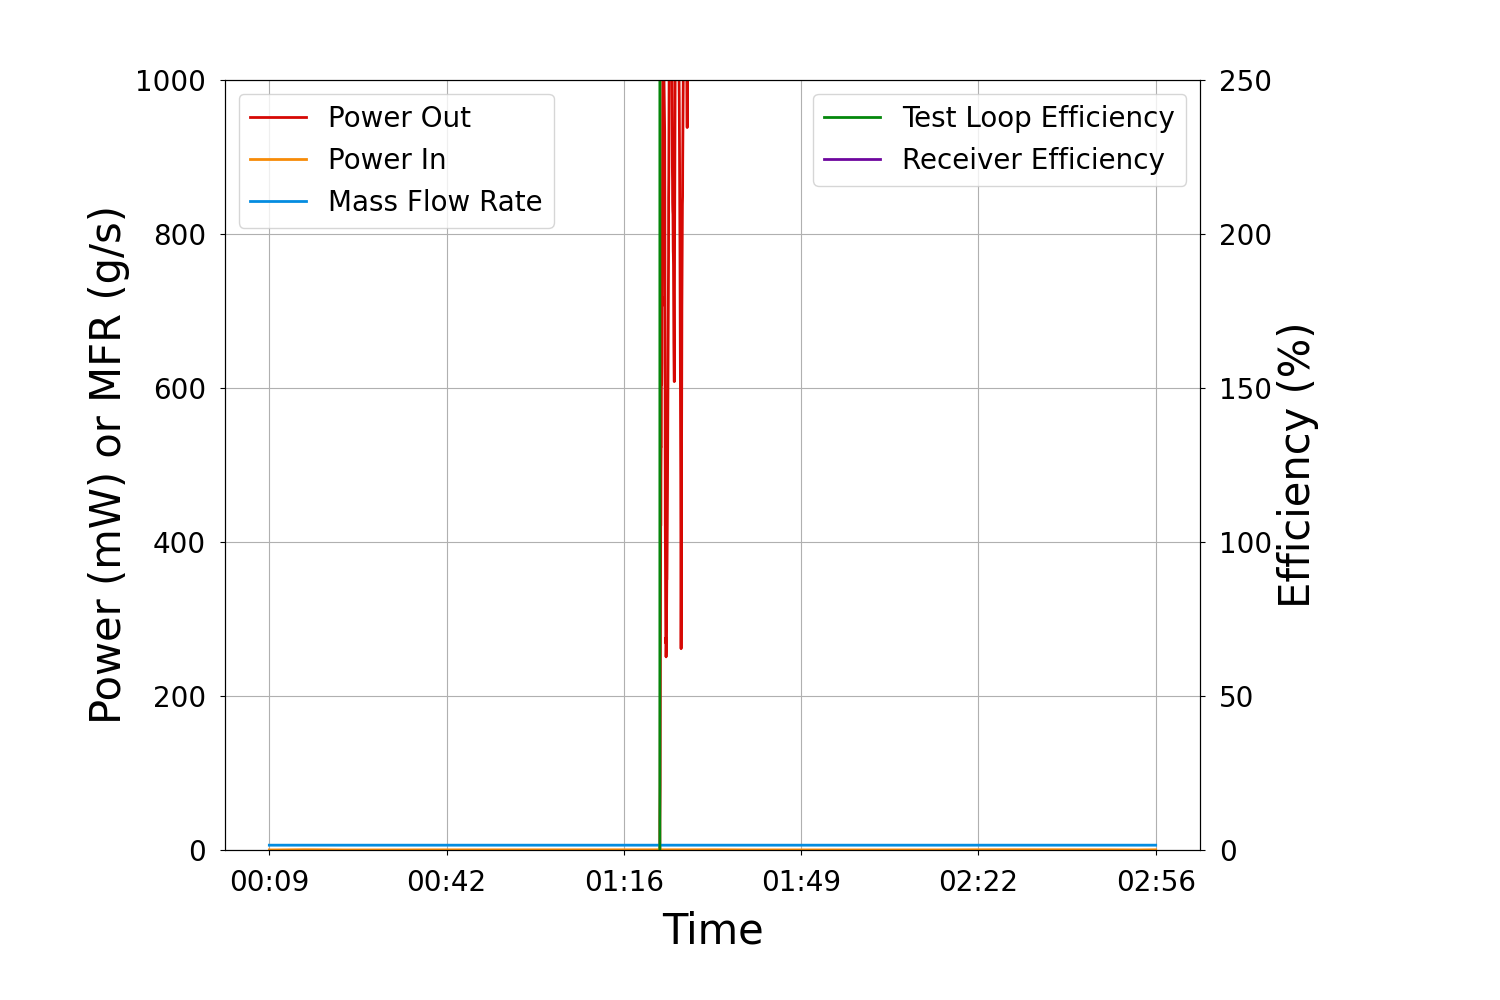 1000
800
600
400
200
0
Power (mW) or MFR (g/s)
Power Out
Power In
Mass Flow Rate
Test Loop Efficiency
Receiver Efficiency
250
200
150
100
50
0
Efficiency (%)
00:09 00:42 01:16 01:49 02:22 02:56
Time